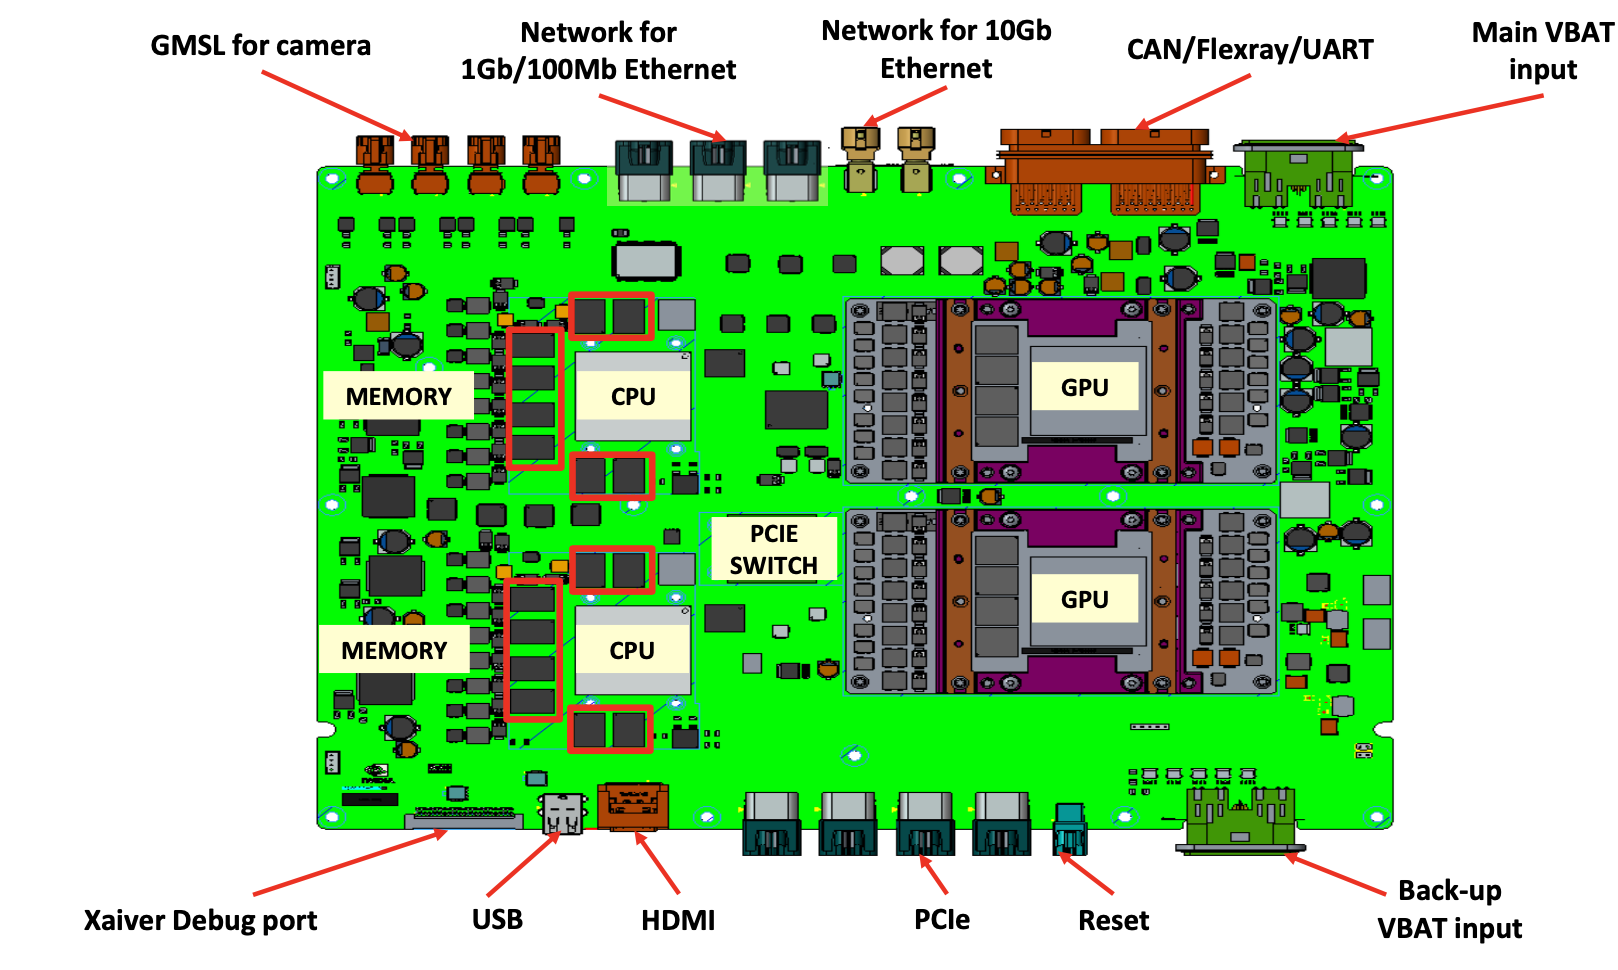 GMSL for camera
Network for
1Gb/100Mb Ethernet
Network for 10Gb
Ethernet
CAN/Flexray/UART
Main VBAT
input
MEMORY
CPU
GPU
PCIE
SWITCH
GPU
MEMORY
CPU
Xaiver Debug port
USB
HDMI
PCIe
Reset
Back-up
VBAT input